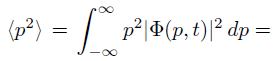 ⟨p²⟩ = ∫_{-∞}^{∞} p²|Φ(p, t)|² dp =